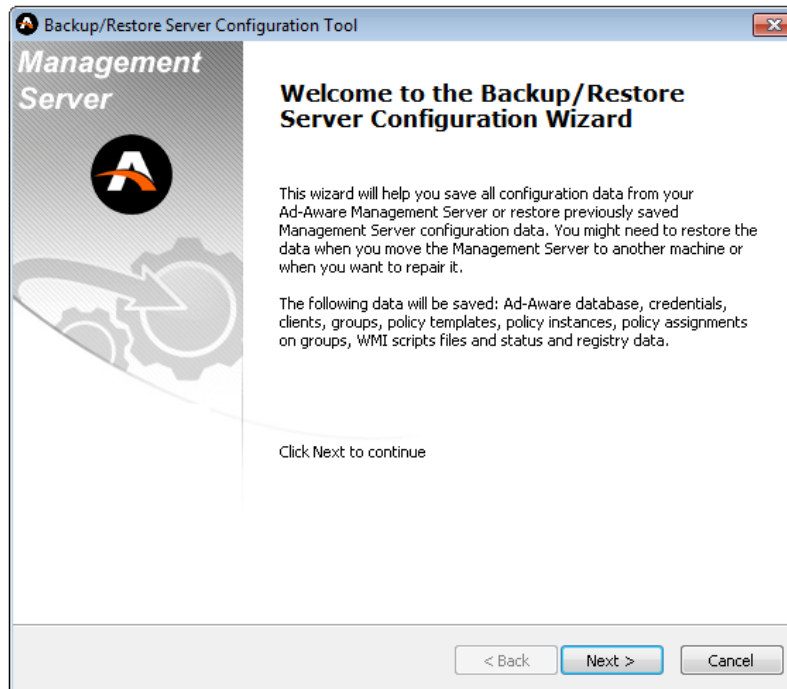 Backup/Restore Server Configuration Tool
Management
Server
Welcome to the Backup/Restore
Server Configuration Wizard
This wizard will help you save all configuration data from your
Ad-Aware Management Server or restore previously saved
Management Server configuration data. You might need to restore the
data when you move the Management Server to another machine or
when you want to repair it.
The following data will be saved: Ad-Aware database, credentials,
clients, groups, policy templates, policy instances, policy assignments
on groups, WMI scripts files and status and registry data.
Click Next to continue
< Back
Next >
Cancel